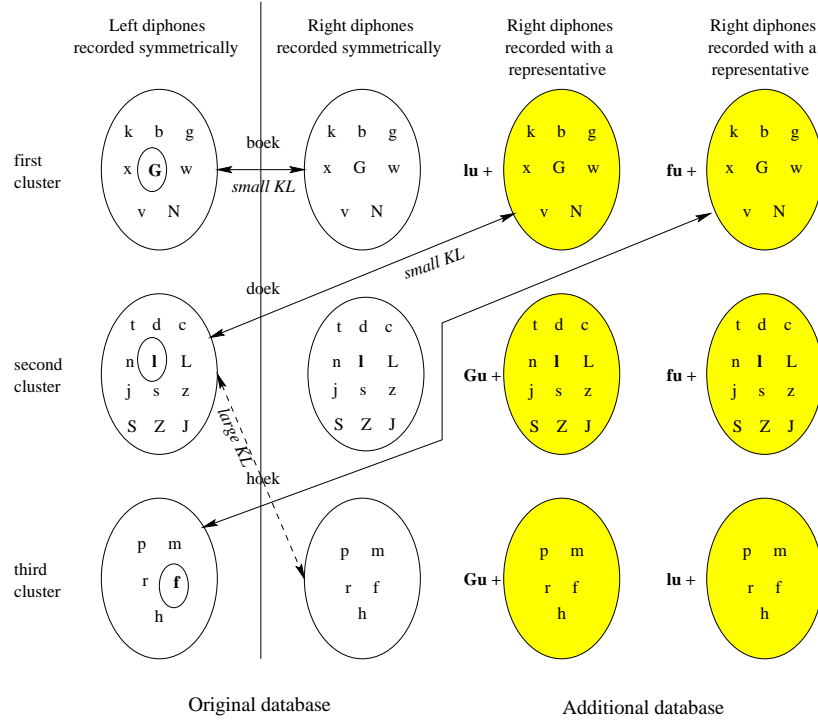 Left diphones
recorded symmetrically
Right diphones
recorded symmetrically
Right diphones
recorded with a
representative
Right diphones
recorded with a
representative
first
cluster
k b g
x G w
v N
boek
small KL
k b g
x G w
v N
lu +
k b g
x G w
v N
fu +
k b g
x G w
v N
small KL
doek
second
cluster
t d c
n l L
j s z
S Z J
large KL
t d c
n l L
j s z
S Z J
Gu +
t d c
n l L
j s z
S Z J
fu +
t d c
n l L
j s z
S Z J
hoek
third
cluster
p m
r f
h
p m
r f
h
Gu +
p m
r f
h
lu +
p m
r f
h
Original database
Additional database